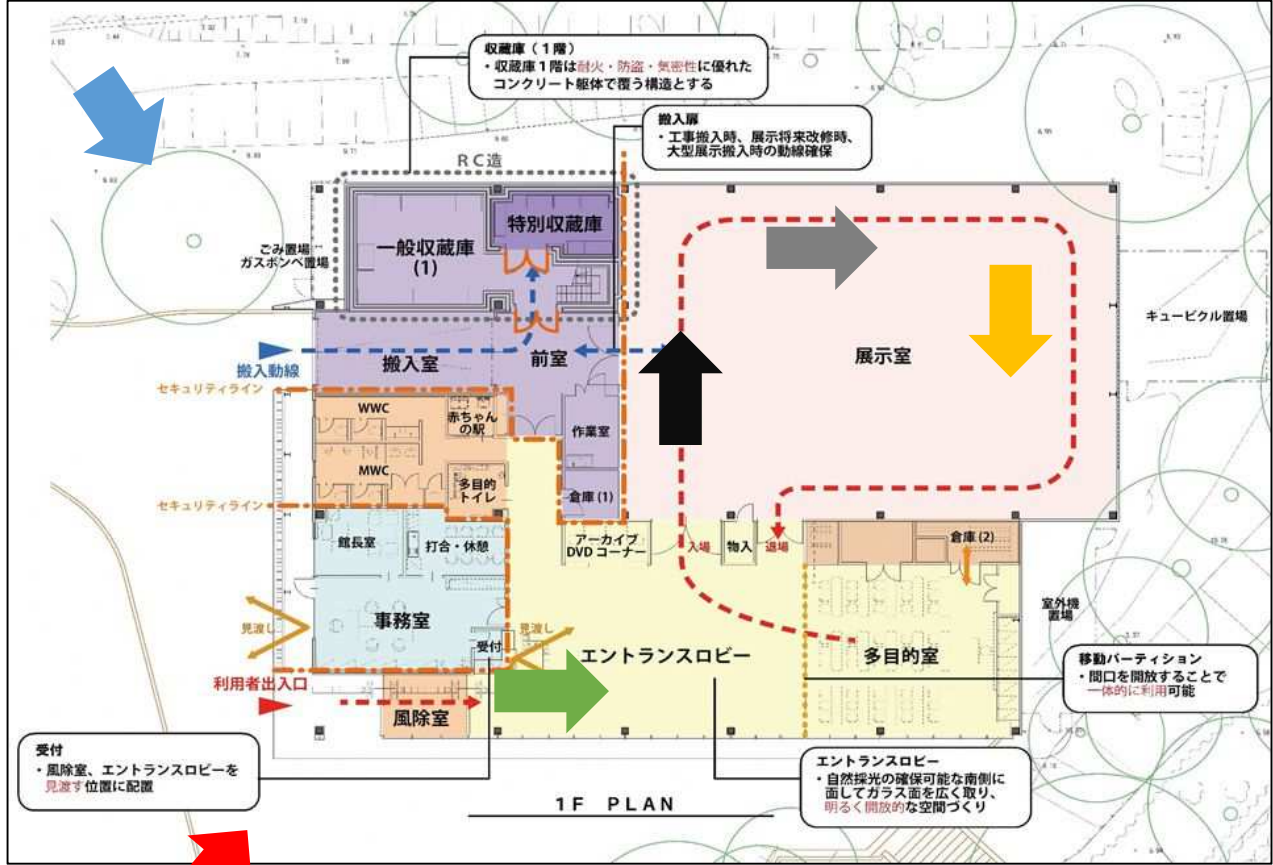 収蔵庫（１階）
・収蔵庫１階は耐火・防盗・気密性に優れた
コンクリート躯体で覆う構造とする
搬入扉
・工事搬入時、展示将来改修時、
大型展示搬入時の動線確保
ＲＣ造
特別収蔵庫
一般収蔵庫
(1)
ごみ置場
ガスボンベ置場
キュービクル置場
搬入動線
搬入室
前室
展示室
セキュリティライン
WWC
赤ちゃん
の駅
作業室
MWC
多目的
トイレ
倉庫 (1)
セキュリティライン
館長室
打合・休憩
アーカイブ
DVD コーナー
入場
物入
退場
倉庫 (2)
室外機
置場
見渡し
事務室
受付
見渡し
エントランスロビー
多目的室
移動パーティション
・間口を開放することで
一体的に利用可能
利用者出入口
風除室
受付
・風除室、エントランスロビーを
見渡す位置に配置
エントランスロビー
・自然採光の確保可能な南側に
面してガラス面を広く取り、
明るく開放的な空間づくり
1F PLAN